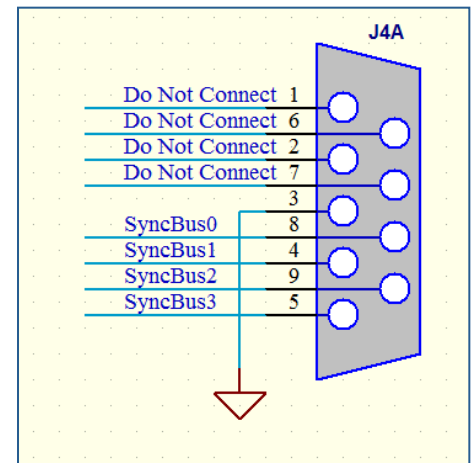 J4A
Do Not Connect 1
Do Not Connect 6
Do Not Connect 2
Do Not Connect 7
3
SyncBus0 8
SyncBus1 4
SyncBus2 9
SyncBus3 5